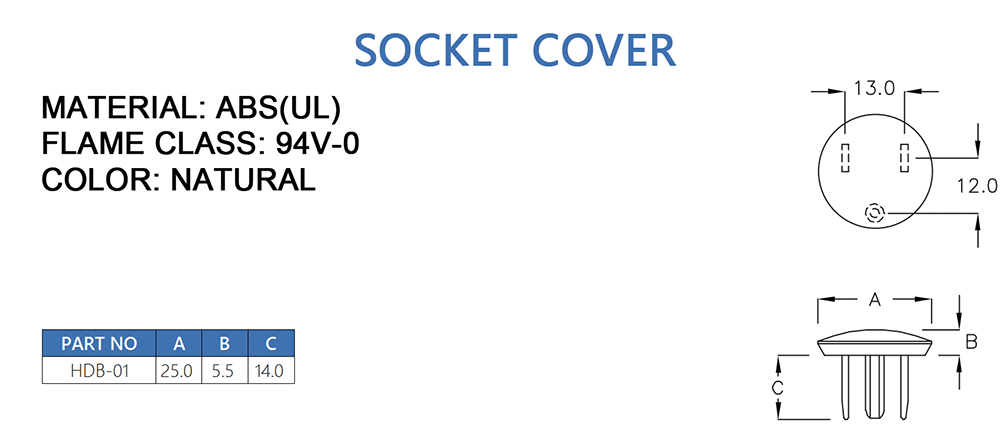 SOCKET COVER
MATERIAL: ABS(UL)
FLAME CLASS: 94V-0
COLOR: NATURAL
13.0
12.0
A
B
C
PART NO A B C
HDB-01 25.0 5.5 14.0